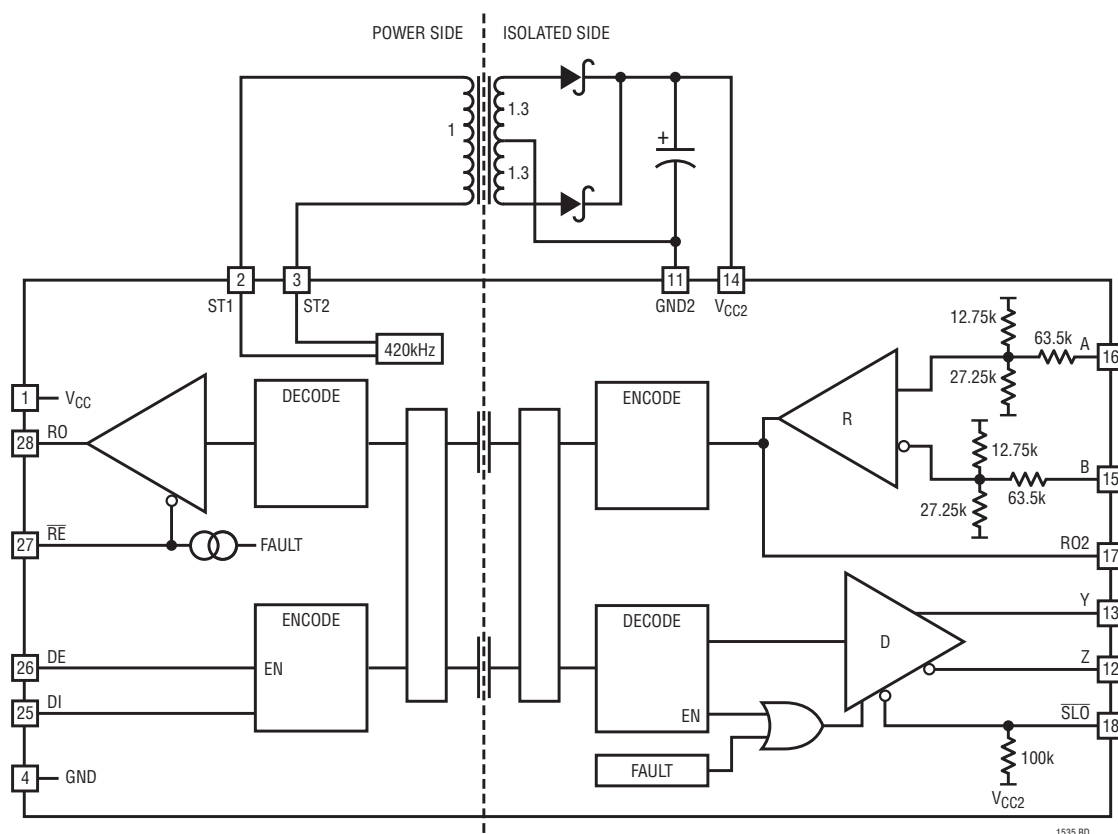 POWER SIDE
ISOLATED SIDE
1
1.3
1.3
+
2
3
11
14
ST1
ST2
GND2
VCC2
420kHz
12.75k
63.5k
A
16
27.25k
1
VCC
DECODE
ENCODE
R
28
RO
12.75k
B
15
63.5k
27.25k
27
RE
FAULT
RO2
17
ENCODE
DECODE
Y
13
D
26
DE
EN
Z
12
25
DI
EN
SLO
18
FAULT
100k
4
GND
VCC2
1535 BD